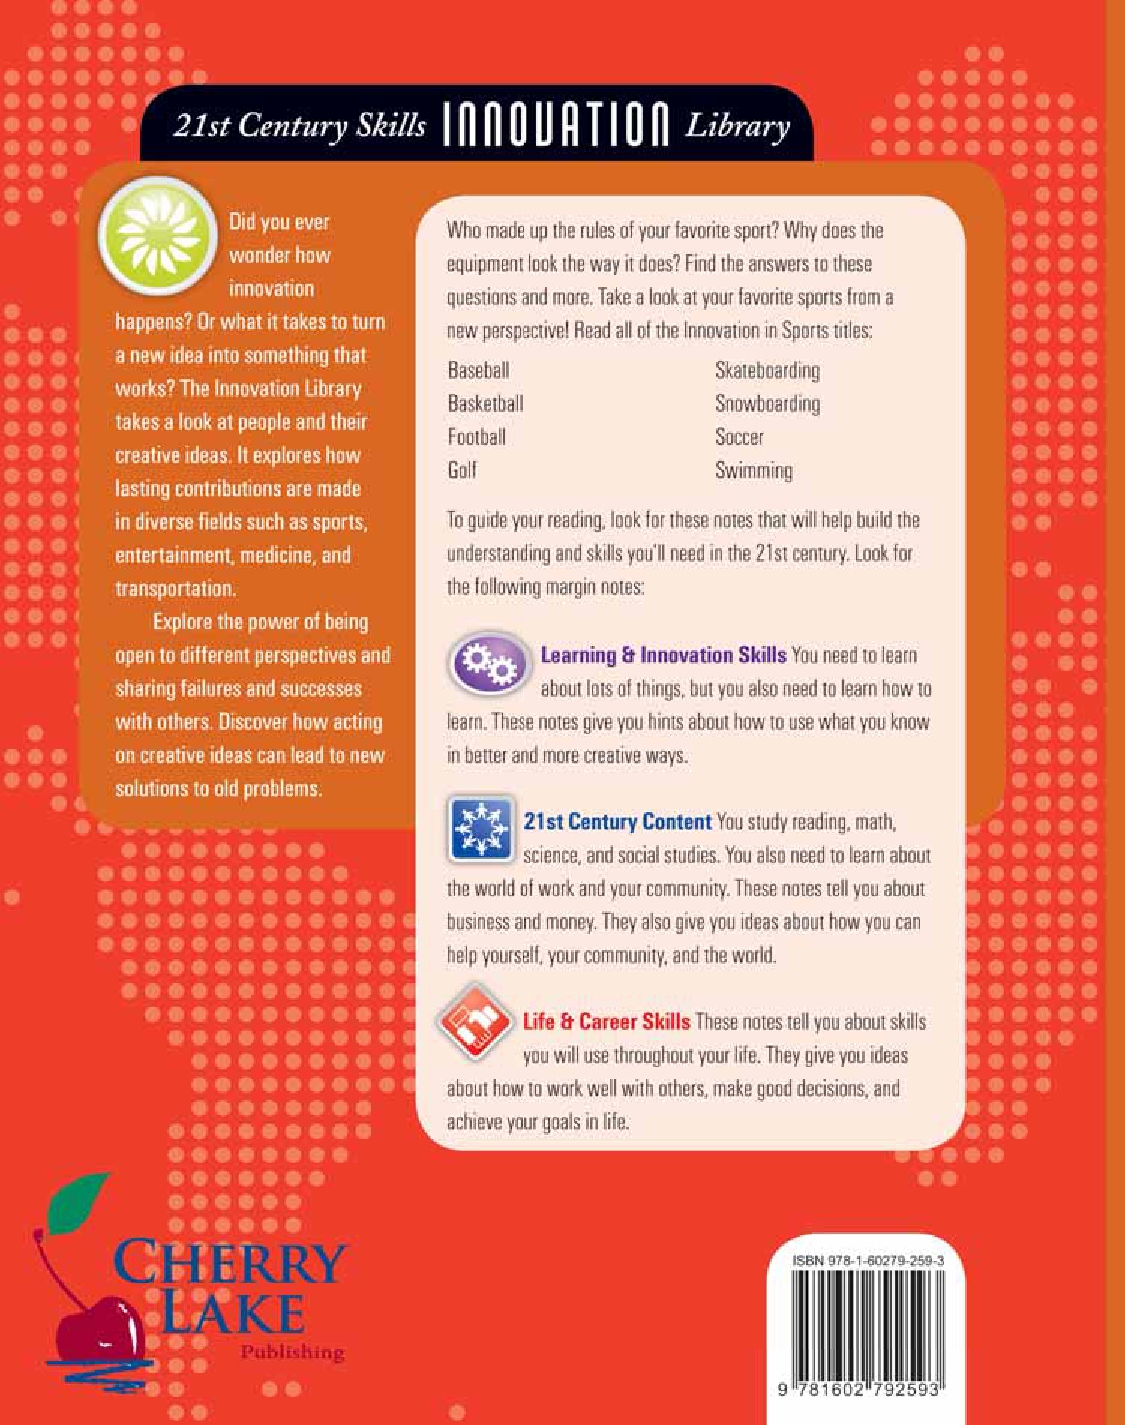 21st Century Skills INNOVATION Library
Did you ever
wonder how
innovation
happens? Or what it takes to turn
a new idea into something that
works? The Innovation Library
takes a look at people and their
creative ideas. It explores how
lasting contributions are made
in diverse fields such as sports,
entertainment, medicine, and
transportation.
Explore the power of being
open to different perspectives and
sharing failures and successes
with others. Discover how acting
on creative ideas can lead to new
solutions to old problems.
Who made up the rules of your favorite sport? Why does the
equipment look the way it does? Find the answers to these
questions and more. Take a look at your favorite sports from a
new perspective! Read all of the Innovation in Sports titles:
Baseball
Basketball
Football
Golf
Skateboarding
Snowboarding
Soccer
Swimming
To guide your reading, look for these notes that will help build the
understanding and skills you'll need in the 21st century. Look for
the following margin notes:
Learning & Innovation Skills You need to learn
about lots of things, but you also need to learn how to
learn. These notes give you hints about how to use what you know
in better and more creative ways.
21st Century Content You study reading, math,
science, and social studies. You also need to learn about
the world of work and your community. These notes tell you about
business and money. They also give you ideas about how you can
help yourself, your community, and the world.
Life & Career Skills These notes tell you about skills
you will use throughout your life. They give you ideas
about how to work well with others, make good decisions, and
achieve your goals in life.
CHERRY
LAKE
Publishing
ISBN 978-1-60279-259-3
9 781602 792593